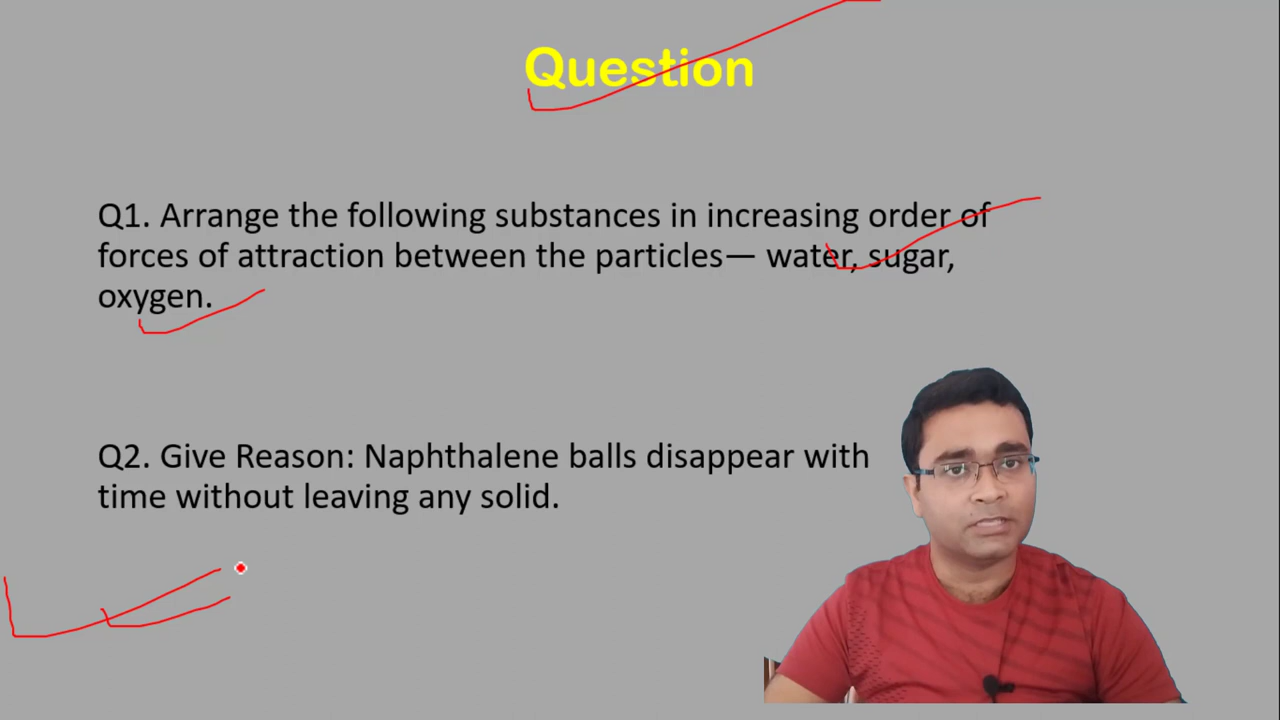 Question
Q1. Arrange the following substances in increasing order of
forces of attraction between the particles— water, sugar,
oxygen.
Q2. Give Reason: Naphthalene balls disappear with
time without leaving any solid.